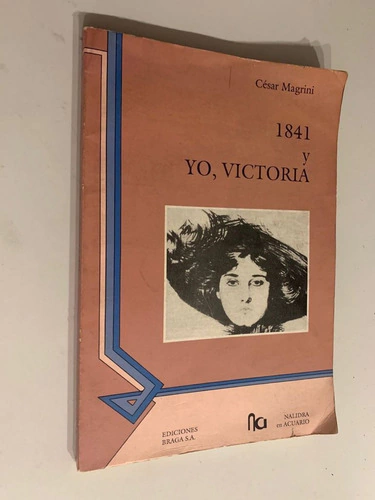 César Magrini
1841
y
YO, VICTORIA
EDICIONES
BRAGA S.A.
na
NALIDBA
en ACUARIO